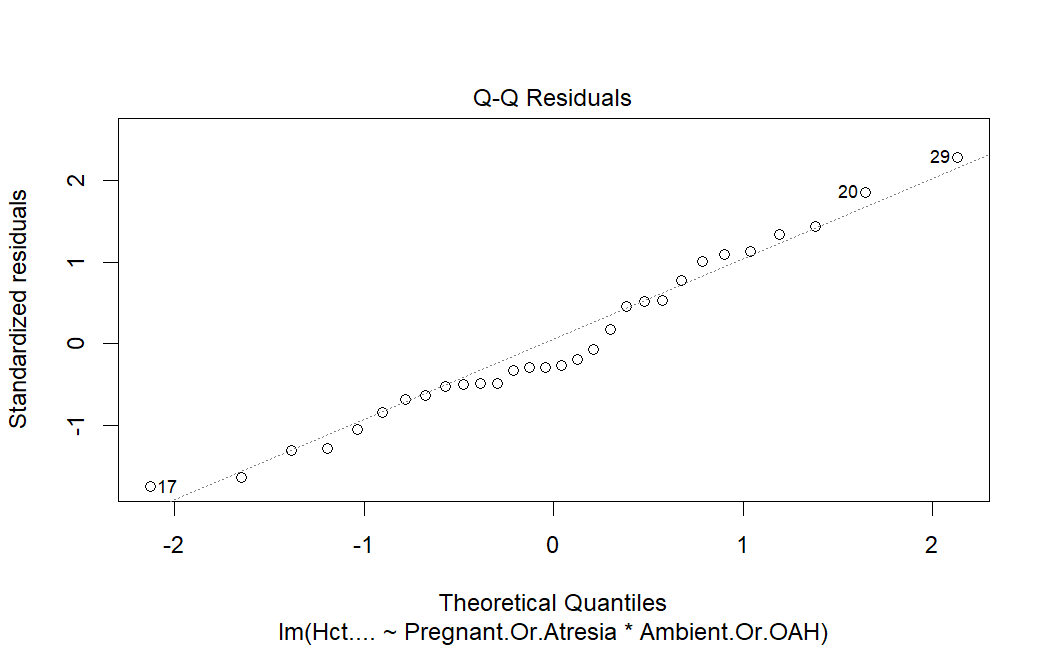 Q-Q Residuals
Standardized residuals
2
1
0
-1
29
20
17
-2 -1 0 1 2
Theoretical Quantiles
lm(Hct.... ~ Pregnant.Or.Atresia * Ambient.Or.OAH)